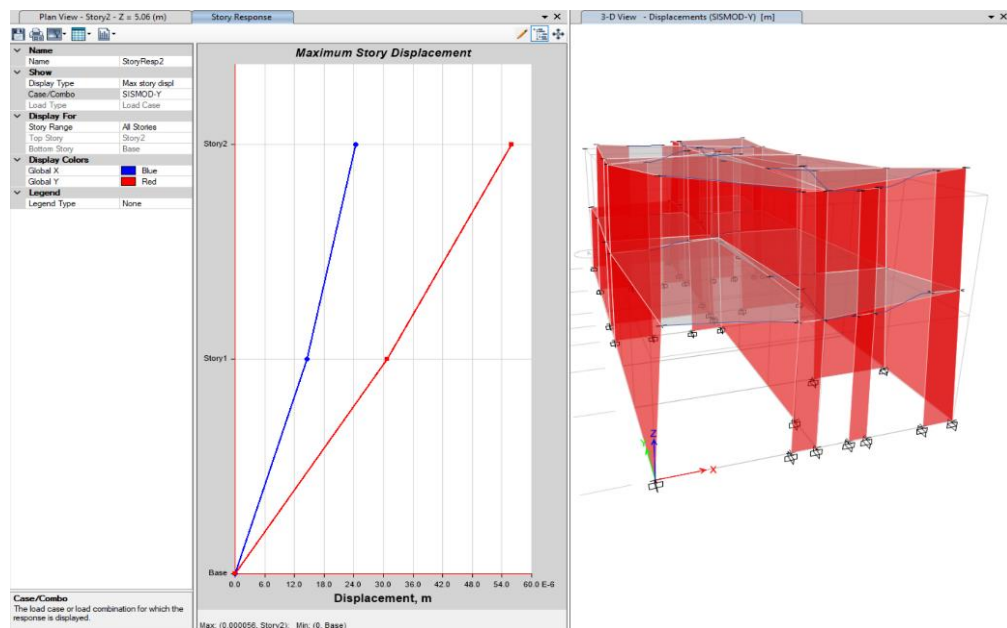 Plan View - Story2 - Z = 5.06 (m)
Story Response
3-D View - Displacements (SISMOD-Y) [m]
Name
Name StoryResp2
Show
Display Type Max story displ
Case/Combo SISMOD-Y
Load Type Load Case
Display For
Story Range All Stories
Top Story Story2
Bottom Story Base
Display Colors
Global X Blue
Global Y Red
Legend
Legend Type None
Case/Combo
The load case or load combination for which the
response is displayed.
Maximum Story Displacement
Story2
Story1
Base
0.0 6.0 12.0 18.0 24.0 30.0 36.0 42.0 48.0 54.0 60.0 E-6
Displacement, m
Max: (0.000056, Story2); Min: (0, Base)
Z
Y
X